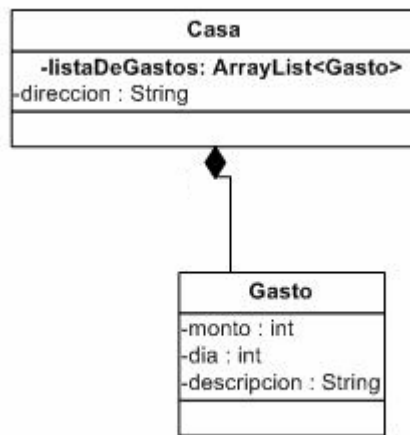 Casa
-listaDeGastos: ArrayList<Gasto>
-direccion : String
Gasto
-monto : int
-dia : int
-descripcion : String